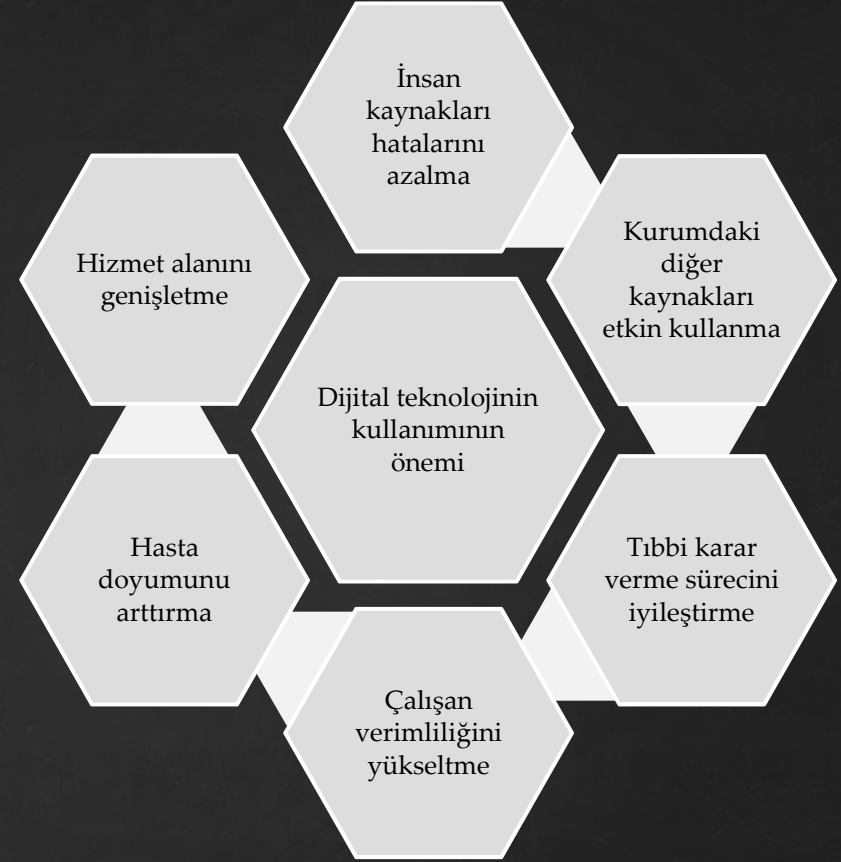 İnsan
kaynakları
hatalarını
azalma
Kurumdaki
diğer
kaynakları
etkin kullanma
Tıbbi karar
verme sürecini
iyileştirme
Çalışan
verimliliğini
yükseltme
Hasta
doyumunu
arttırma
Hizmet alanını
genişletme
Dijital teknolojinin
kullanımının
önemi